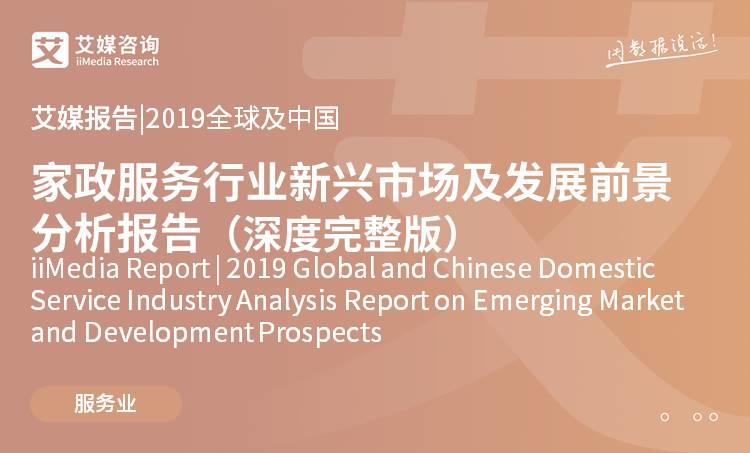 艾 艾媒咨询
iiMedia Research
用数据说话!
艾媒报告|2019全球及中国
家政服务行业新兴市场及发展前景
分析报告（深度完整版）
iiMedia Report | 2019 Global and Chinese Domestic
Service Industry Analysis Report on Emerging Market
and Development Prospects
服务业